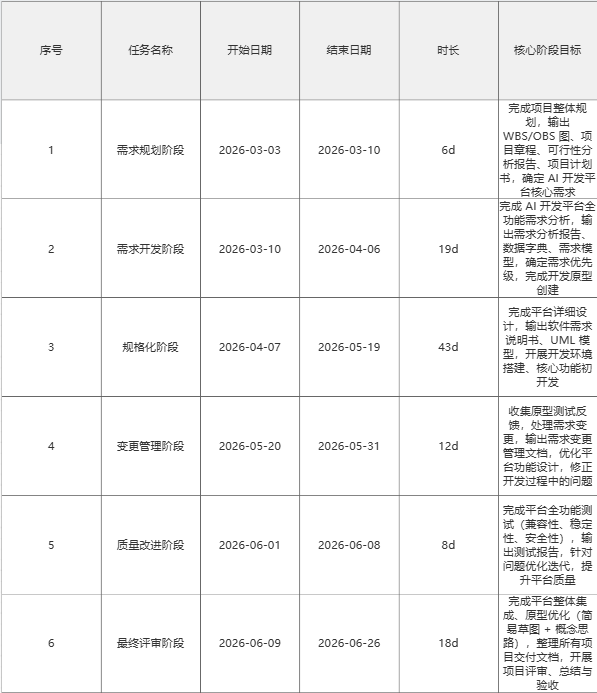 序号 任务名称 开始日期 结束日期 时长 核心阶段目标
1 需求规划阶段 2026-03-03 2026-03-10 6d
完成项目整体规
划，输出
WBS/OBS 图、项
目章程、可行性分
析报告、项目计划
书，确定 AI 开发平
台核心需求
2 需求开发阶段 2026-03-10 2026-04-06 19d
完成 AI 开发平台全
功能需求分析，输
出需求分析报告、
数据字典、需求模
型，确定需求优先
级，完成开发原型
创建
3 规格化阶段 2026-04-07 2026-05-19 43d
完成平台详细设
计，输出软件需求
说明书、UML 模
型，开展开发环境
搭建、核心功能初
开发
4 变更管理阶段 2026-05-20 2026-05-31 12d
收集原型测试反
馈，处理需求变
更，输出需求变更
管理文档，优化平
台功能设计，修正
开发过程中的问题
5 质量改进阶段 2026-06-01 2026-06-08 8d
完成平台全功能测
试（兼容性、稳定
性、安全性），输
出测试报告，针对
问题优化迭代，提
升平台质量
6 最终评审阶段 2026-06-09 2026-06-26 18d
完成平台整体集
成、原型优化（简
易草图 + 概念思
路），整理所有项
目交付文档，开展
项目评审、总结与
验收